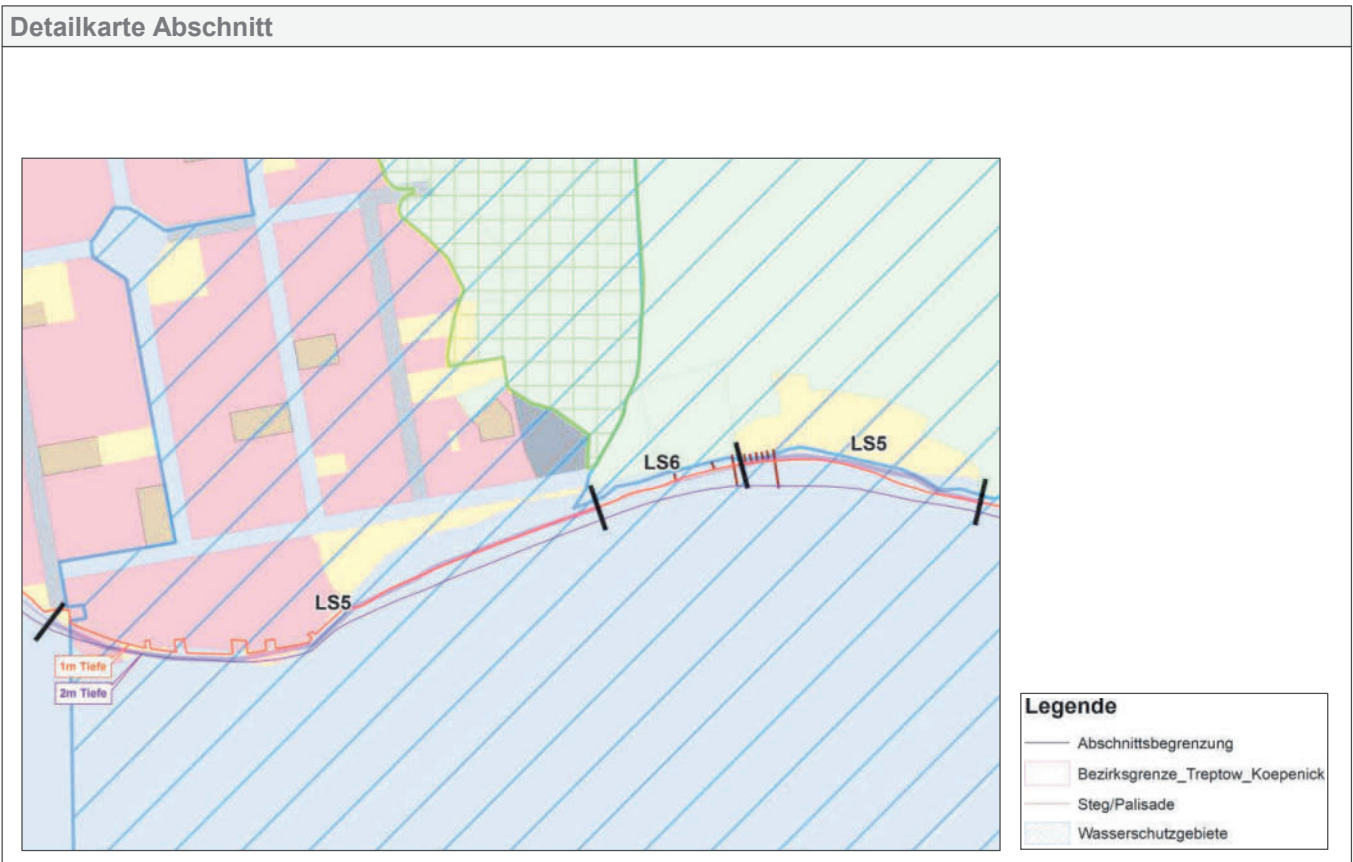 Detailkarte Abschnitt
LS6
LS5
LS5
1m Tiefe
2m Tiefe
Legende
Abschnittsbegrenzung
Bezirksgrenze_Treptow_Koepenick
Steg/Palisade
Wasserschutzgebiete